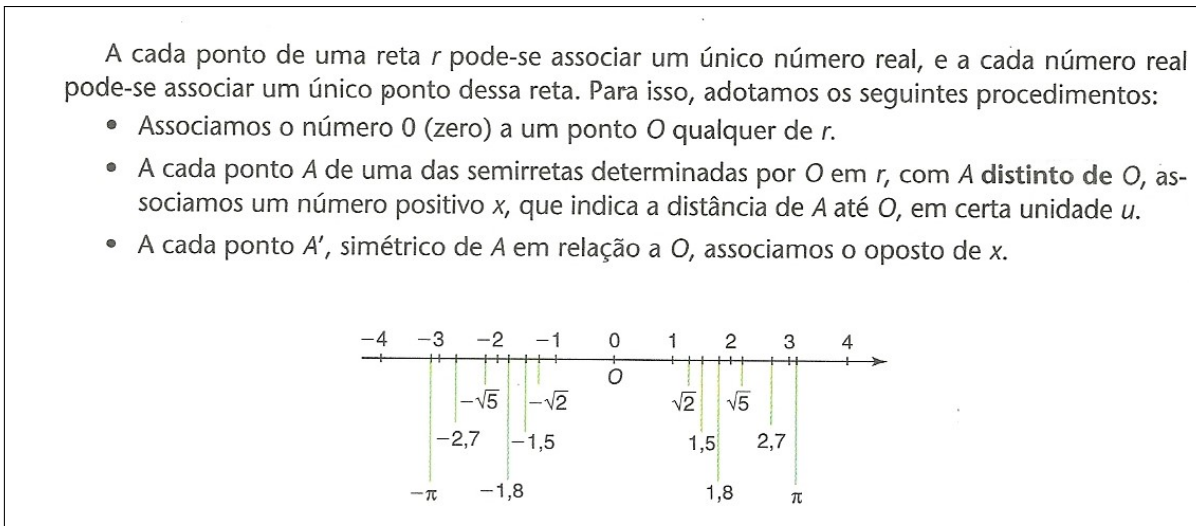 A cada ponto de uma reta r pode-se associar um único número real, e a cada número real
pode-se associar um único ponto dessa reta. Para isso, adotamos os seguintes procedimentos:
• Associamos o número 0 (zero) a um ponto O qualquer de r.
• A cada ponto A de uma das semirretas determinadas por O em r, com A distinto de O, as-
sociamos um número positivo x, que indica a distância de A até O, em certa unidade u.
• A cada ponto A′, simétrico de A em relação a O, associamos o oposto de x.
−4 −3 −2 −1 0 1 2 3 4
O
−√5 −√2 √2 √5
−2,7 −1,5 1,5 2,7
−π −1,8 1,8 π